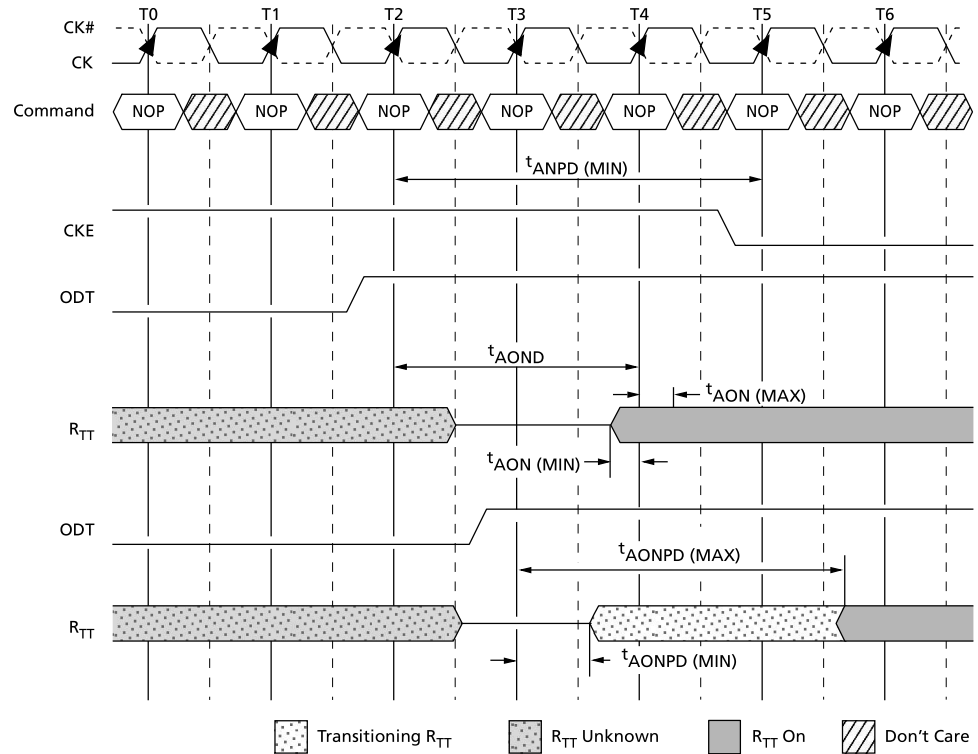 T0 T1 T2 T3 T4 T5 T6
CK#
CK
Command NOP NOP NOP NOP NOP NOP NOP
tANPD (MIN)
CKE
ODT
tAOND
tAON (MAX)
RTT
tAON (MIN)
ODT
tAONPD (MAX)
RTT
tAONPD (MIN)
Transitioning RTT RTT Unknown RTT On Don't Care